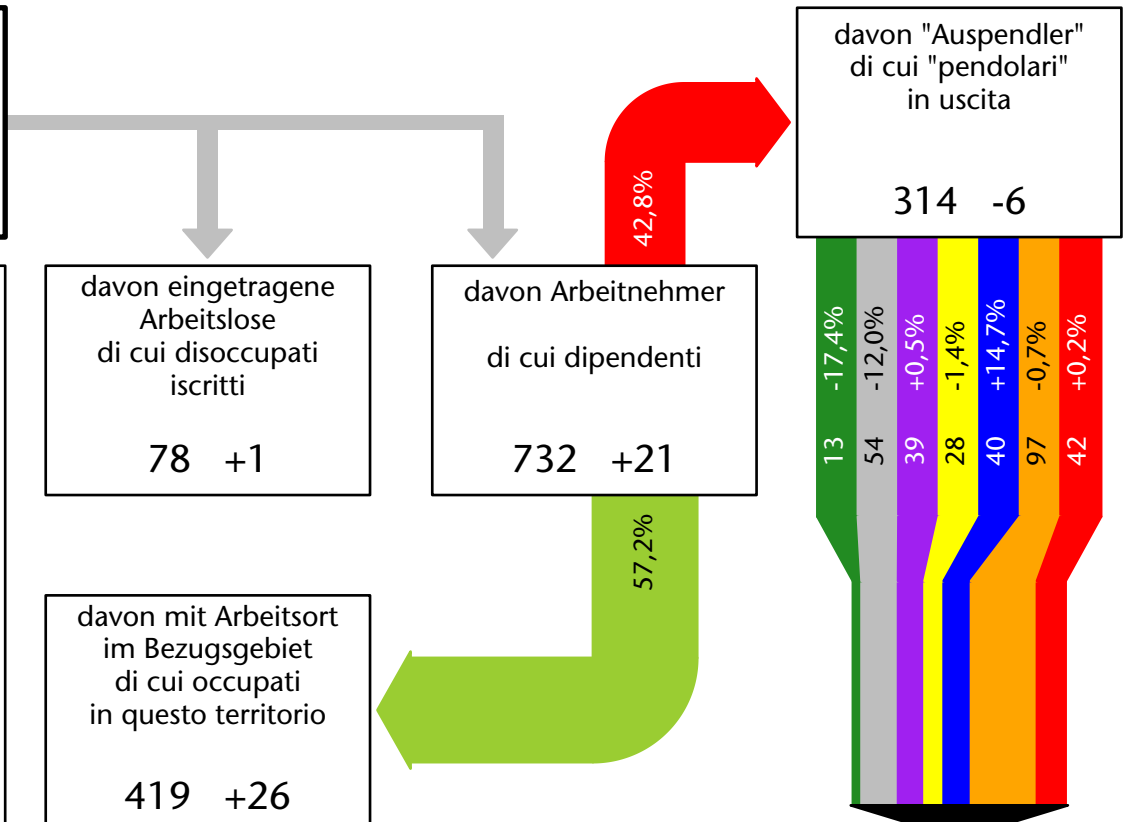 davon "Auspendler"
di cui "pendolari"
in uscita
314 -6
42,8%
davon eingetragene
Arbeitslose
di cui disoccupati
iscritti
78 +1
davon Arbeitnehmer
di cui dipendenti
732 +21
13 -17,4%
54 -12,0%
39 +0,5%
28 -1,4%
40 +14,7%
97 -0,7%
42 +0,2%
57,2%
davon mit Arbeitsort
im Bezugsgebiet
di cui occupati
in questo territorio
419 +26